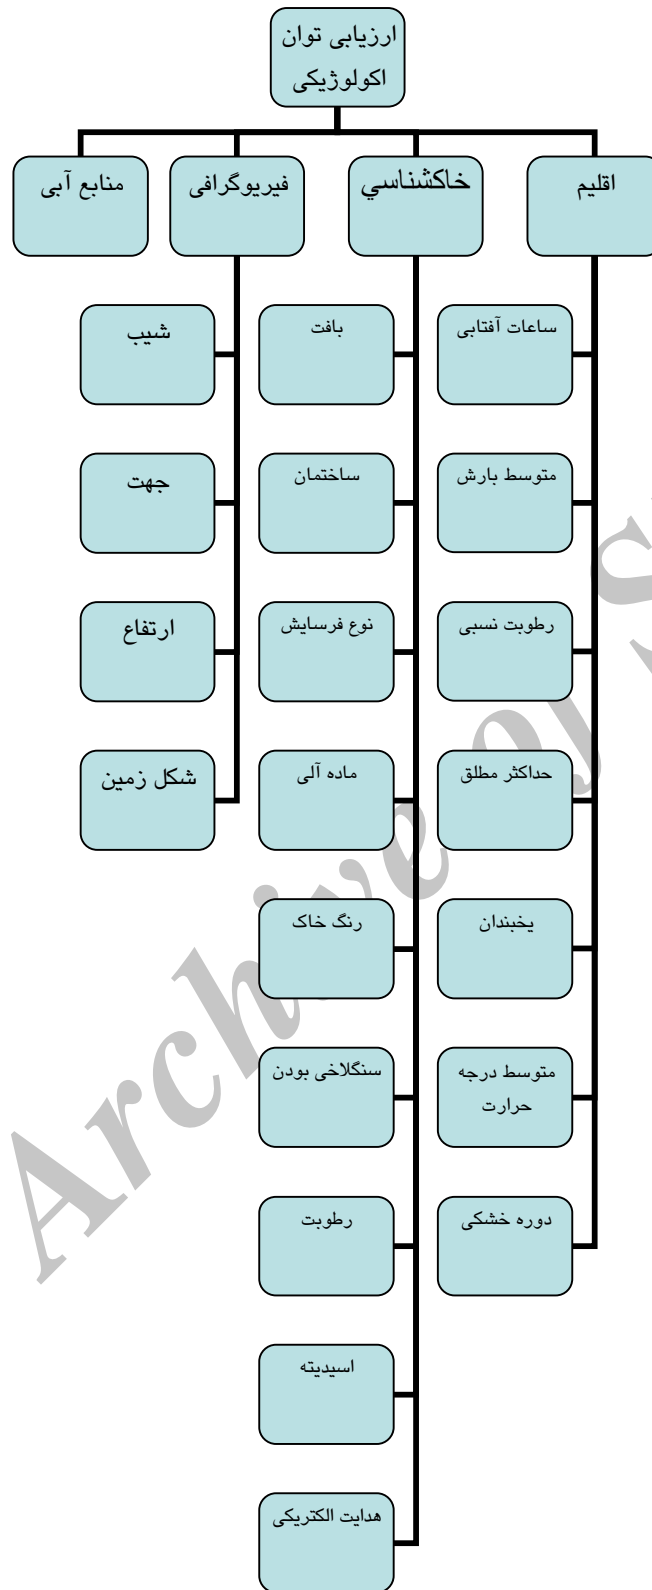 ارزیابی توان
اکولوژیکی
اقلیم
خاکشناسي
فیریوگرافی
منابع آبی
ساعات آفتابی
متوسط بارش
رطوبت نسبی
حداکثر مطلق
یخبندان
متوسط درجه
حرارت
دوره خشکی
بافت
ساختمان
نوع فرسایش
ماده آلی
رنگ خاک
سنگلاخی بودن
رطوبت
اسیدیته
هدایت الکتریکی
شیب
جهت
ارتفاع
شکل زمین
Archive of S